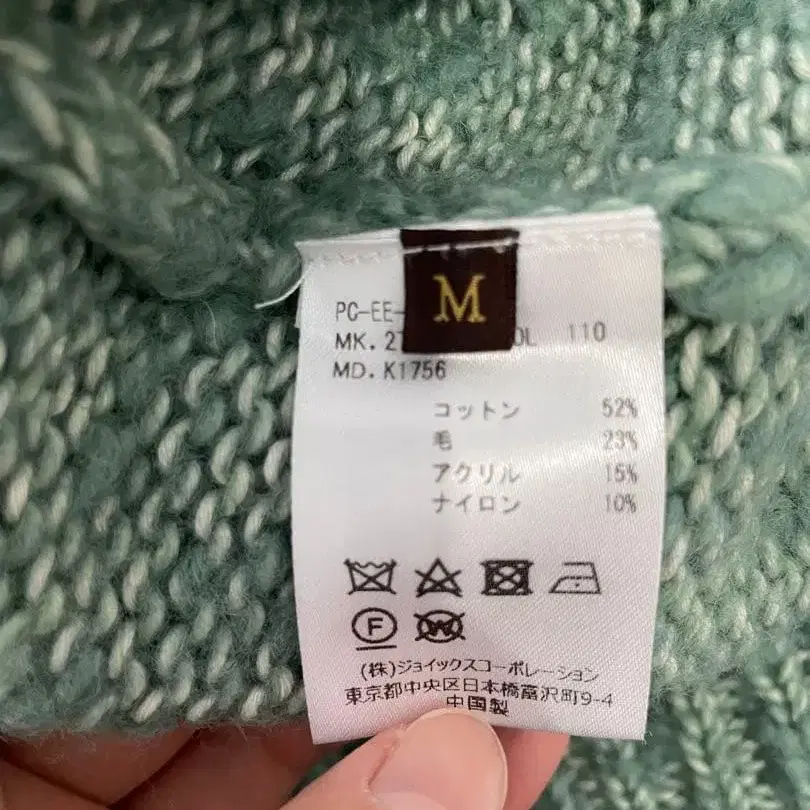 M
PC-EE-
MK. 2 OL 110
MD. K1756
コットン 52%
毛 23%
アクリル 15%
ナイロン 10%
F
W
(株)ジョイックスコーポレーション
東京都中央区日本橋富沢町9-4
中国製